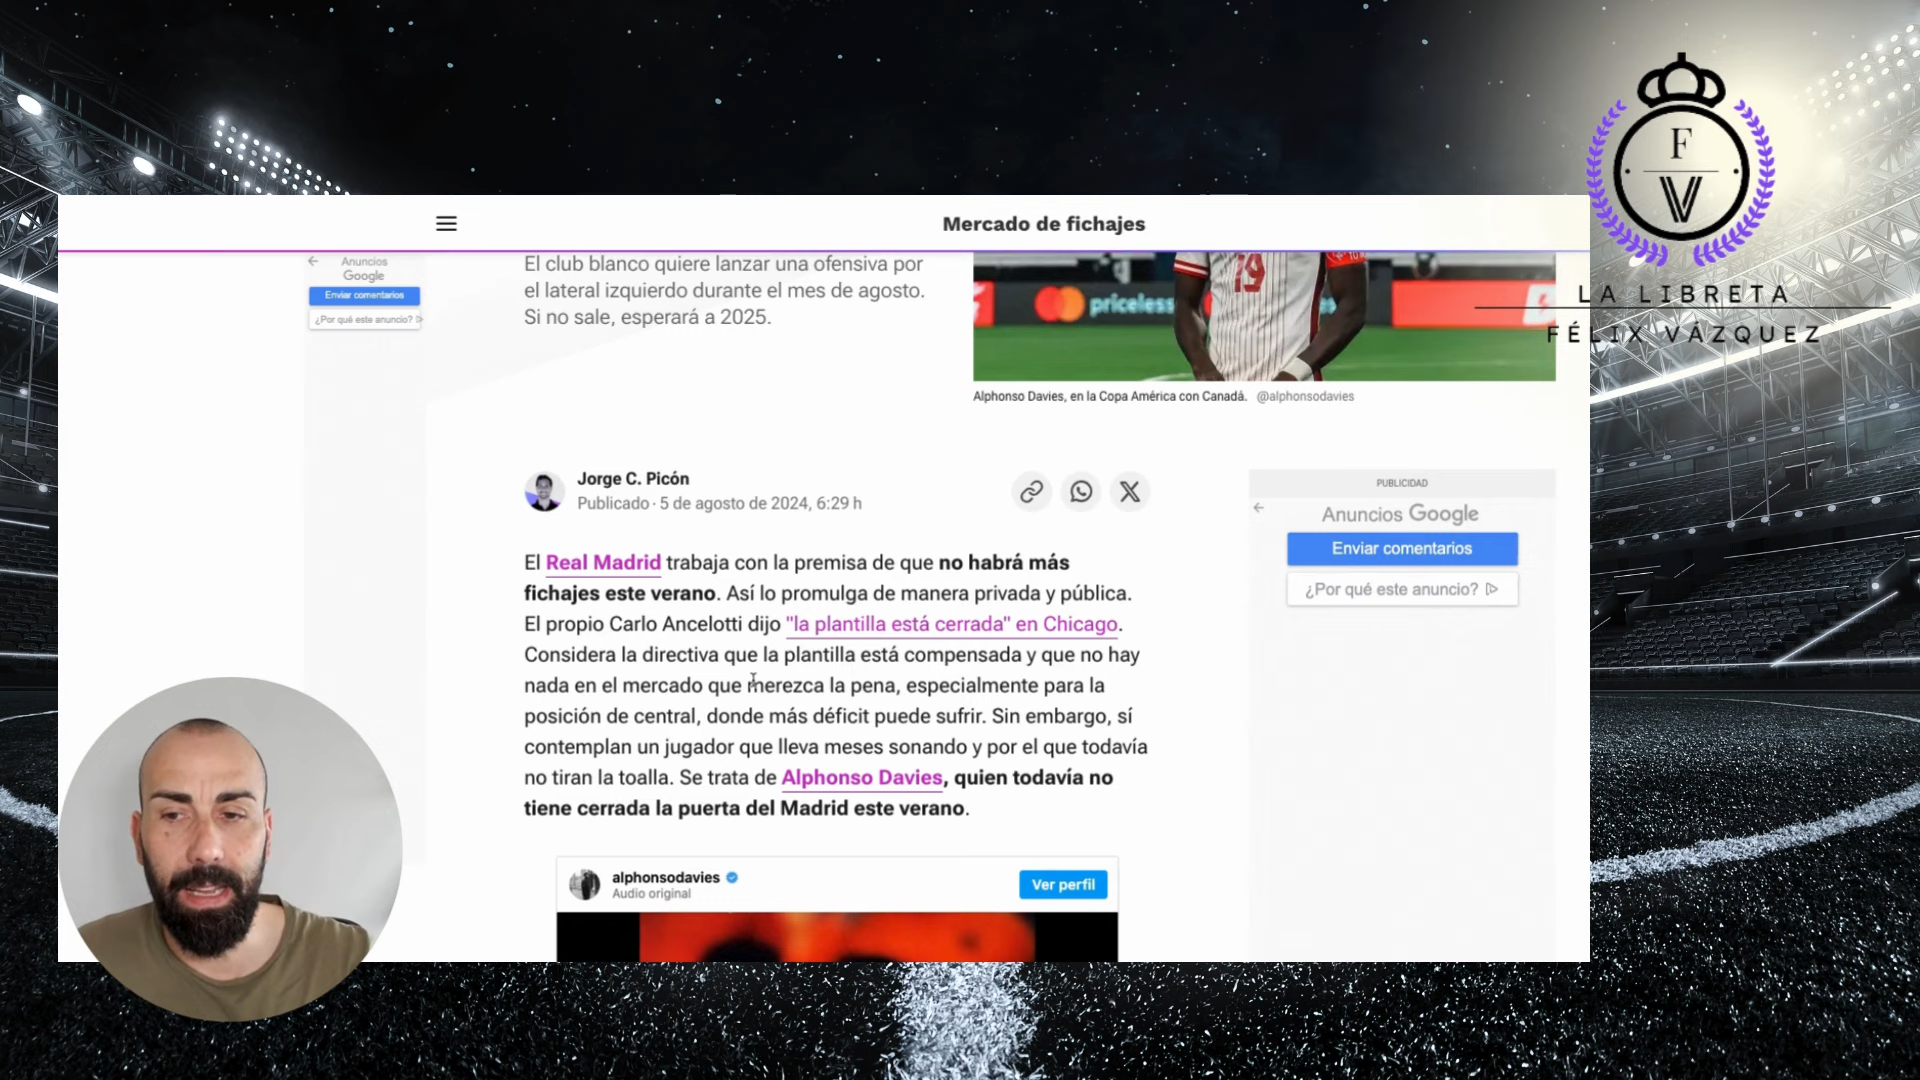 Mercado de fichajes
Anuncios
Google
Enviar comentarios
¿Por qué este anuncio?
El club blanco quiere lanzar una ofensiva por
el lateral izquierdo durante el mes de agosto.
Si no sale, esperará a 2025.
19
priceless
Alphonso Davies, en la Copa América con Canadá. @alphonsodavies
F
V
LA LIBRETA
FÉLIX VÁZQUEZ
Jorge C. Picón
Publicado · 5 de agosto de 2024, 6:29 h
El Real Madrid trabaja con la premisa de que no habrá más
fichajes este verano. Así lo promulga de manera privada y pública.
El propio Carlo Ancelotti dijo "la plantilla está cerrada" en Chicago.
Considera la directiva que la plantilla está compensada y que no hay
nada en el mercado que merezca la pena, especialmente para la
posición de central, donde más déficit puede sufrir. Sin embargo, sí
contemplan un jugador que lleva meses sonando y por el que todavía
no tiran la toalla. Se trata de Alphonso Davies, quien todavía no
tiene cerrada la puerta del Madrid este verano.
PUBLICIDAD
Anuncios Google
Enviar comentarios
¿Por qué este anuncio?
alphonsodavies
Audio original
Ver perfil